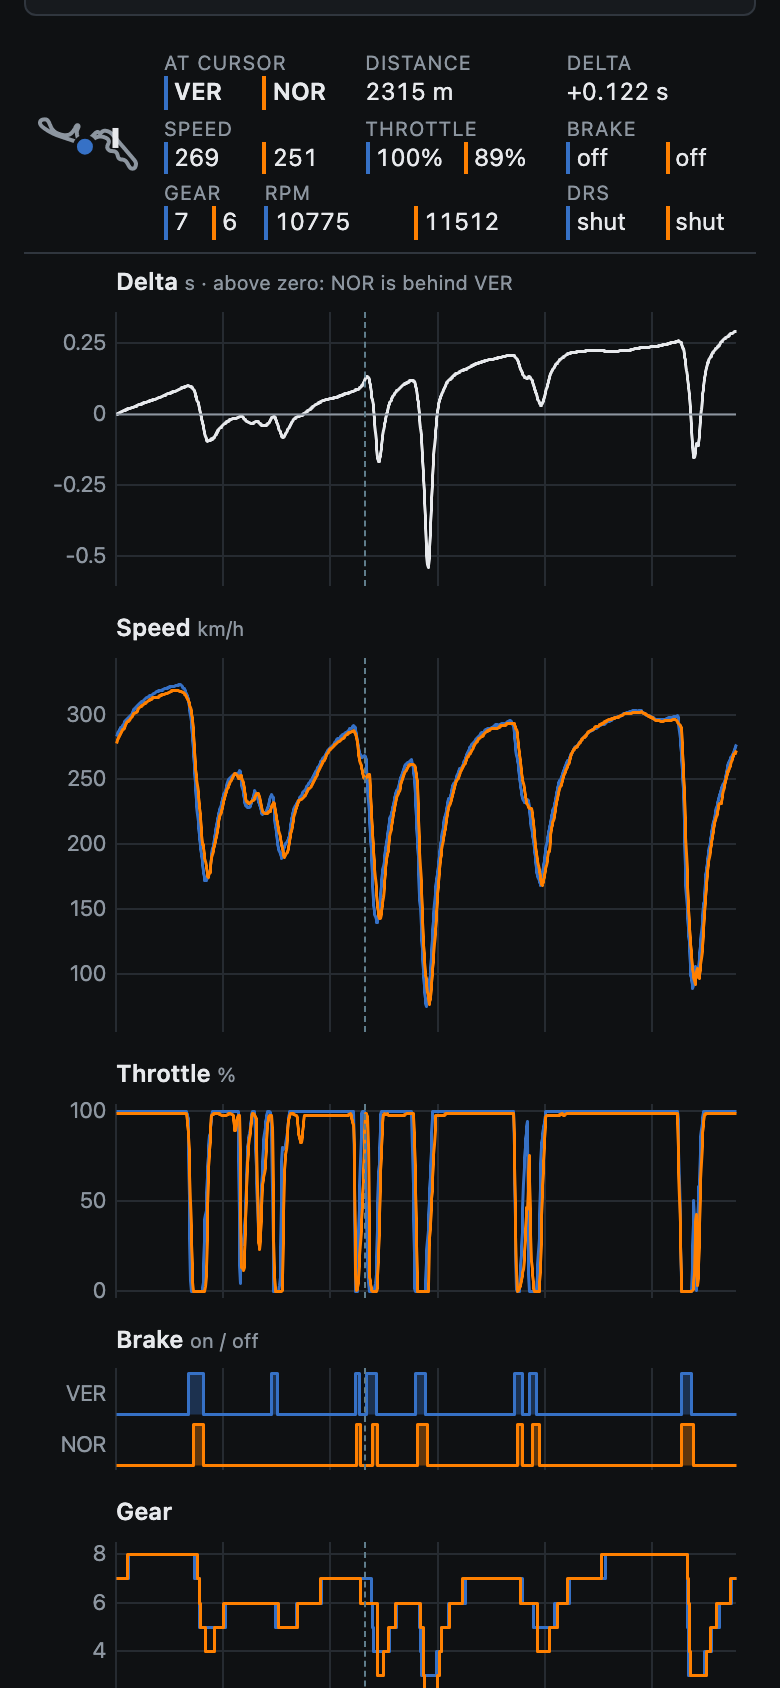 AT CURSOR DISTANCE DELTA
VER NOR 2315 m +0.122 s
SPEED THROTTLE BRAKE
269 251 100% 89% off off
GEAR RPM DRS
7 6 10775 11512 shut shut
Delta s · above zero: NOR is behind VER
0.25
0
-0.25
-0.5
Speed km/h
300
250
200
150
100
Throttle %
100
50
0
Brake on / off
VER
NOR
Gear
8
6
4